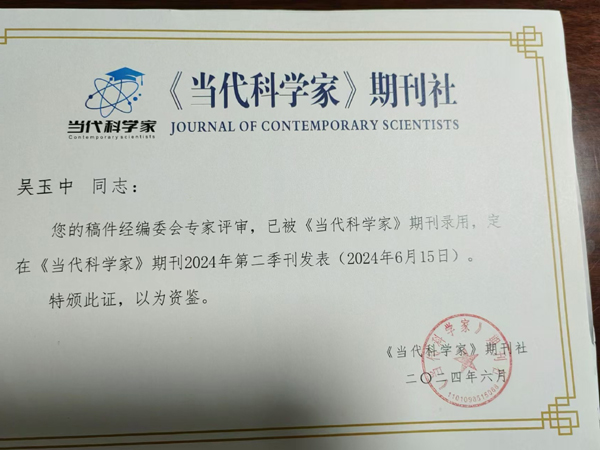 当代科学家
Contemporary scientists
《当代科学家》期刊社
JOURNAL OF CONTEMPORARY SCIENTISTS
吴玉中 同志：
您的稿件经编委会专家评审，已被《当代科学家》期刊录用，定
在《当代科学家》期刊2024年第二季刊发表（2024年6月15日）。
特颁此证，以为资鉴。
《当代科学家》期刊社
二〇二四年六月